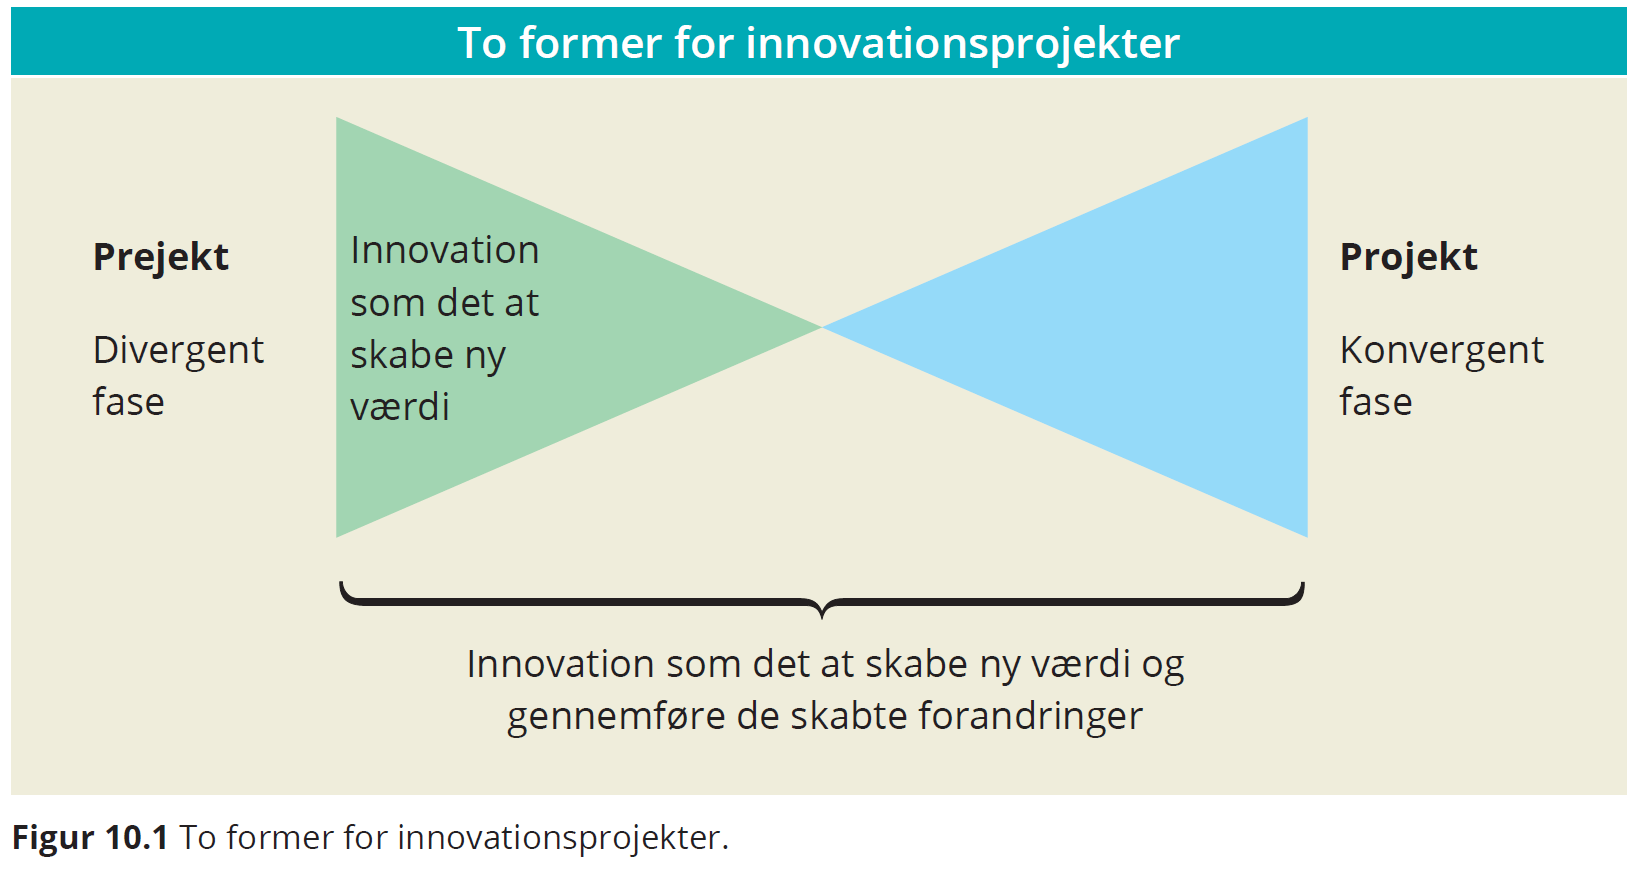 To former for innovationsprojekter
Prejekt
Divergent
fase
Innovation
som det at
skabe ny
værdi
Projekt
Konvergent
fase
Innovation som det at skabe ny værdi og
gennemføre de skabte forandringer
Figur 10.1 To former for innovationsprojekter.